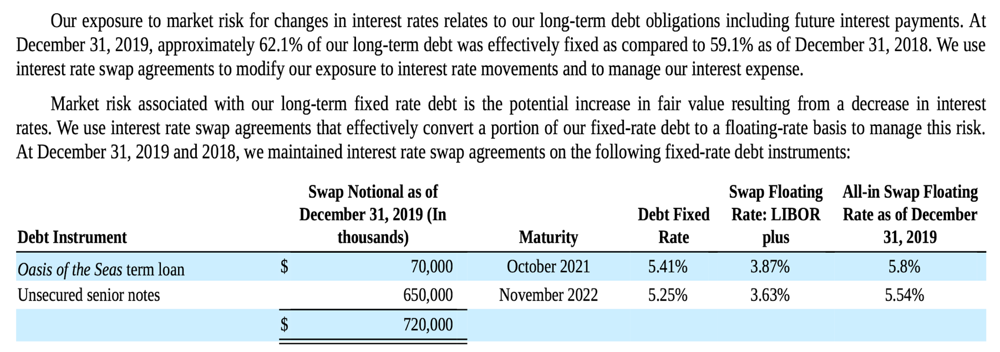 Our exposure to market risk for changes in interest rates relates to our long-term debt obligations including future interest payments. At
December 31, 2019, approximately 62.1% of our long-term debt was effectively fixed as compared to 59.1% as of December 31, 2018. We use
interest rate swap agreements to modify our exposure to interest rate movements and to manage our interest expense.
Market risk associated with our long-term fixed rate debt is the potential increase in fair value resulting from a decrease in interest
rates. We use interest rate swap agreements that effectively convert a portion of our fixed-rate debt to a floating-rate basis to manage this risk.
At December 31, 2019 and 2018, we maintained interest rate swap agreements on the following fixed-rate debt instruments:
Swap Notional as of Swap Floating All-in Swap Floating
December 31, 2019 (In Debt Fixed Rate: LIBOR Rate as of December
Debt Instrument thousands) Maturity Rate plus 31, 2019
Oasis of the Seas term loan $ 70,000 October 2021 5.41% 3.87% 5.8%
Unsecured senior notes 650,000 November 2022 5.25% 3.63% 5.54%
$ 720,000